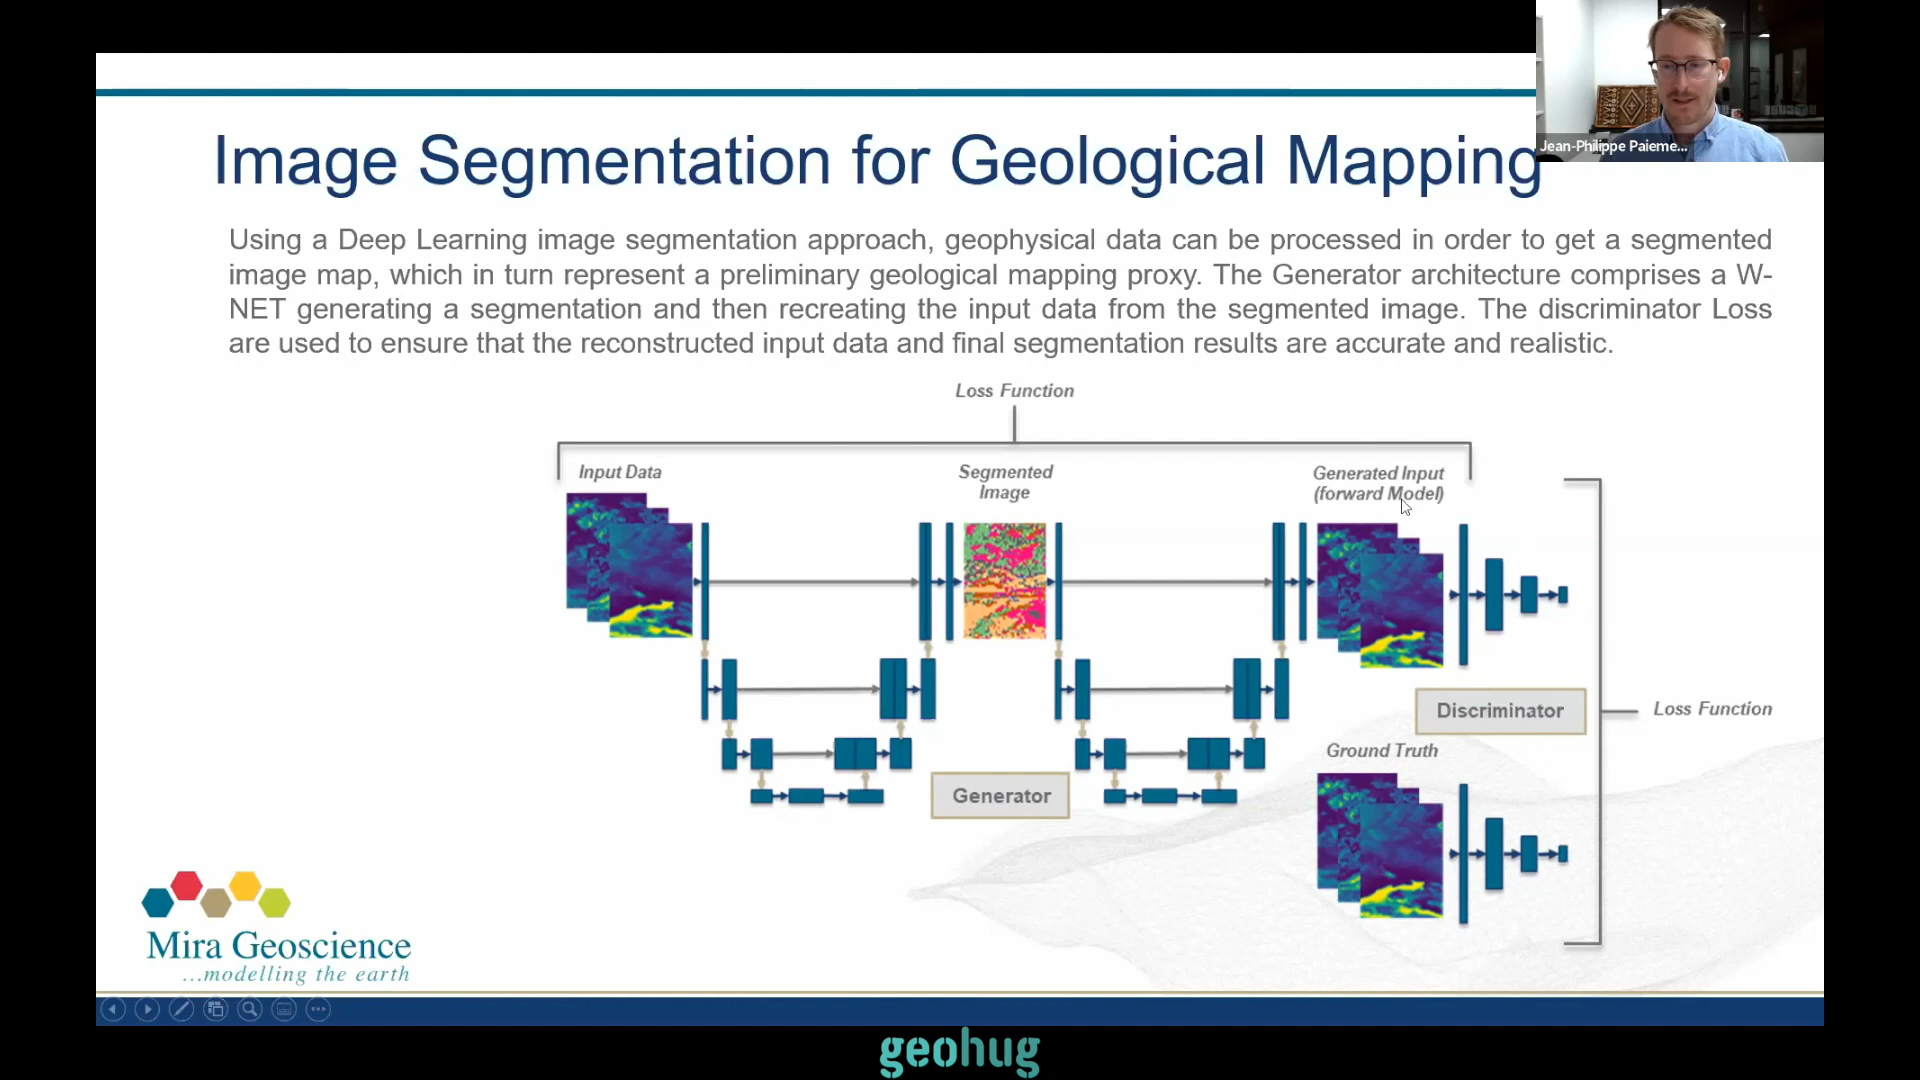 Jean-Philippe Paieme...
Image Segmentation for Geological Mapping
Using a Deep Learning image segmentation approach, geophysical data can be processed in order to get a segmented
image map, which in turn represent a preliminary geological mapping proxy. The Generator architecture comprises a W-
NET generating a segmentation and then recreating the input data from the segmented image. The discriminator Loss
are used to ensure that the reconstructed input data and final segmentation results are accurate and realistic.
Loss Function
Input Data
Segmented
Image
Generated Input
(forward Model)
Discriminator
Loss Function
Ground Truth
Generator
Mira Geoscience
...modelling the earth
geohug